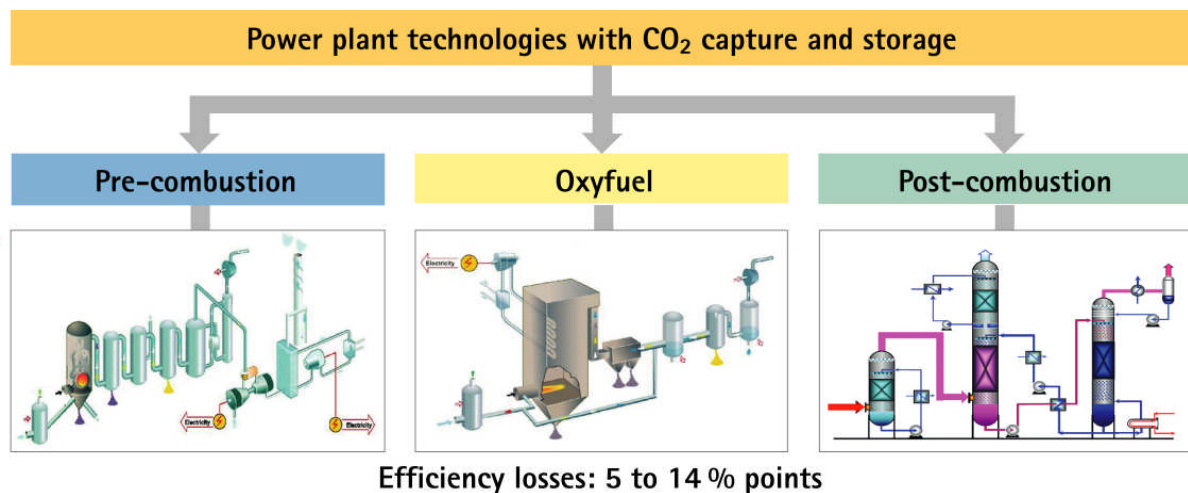 Power plant technologies with CO₂ capture and storage
Pre-combustion
Oxyfuel
Post-combustion
Electricity
Electricity
Electricity
Efficiency losses: 5 to 14 % points